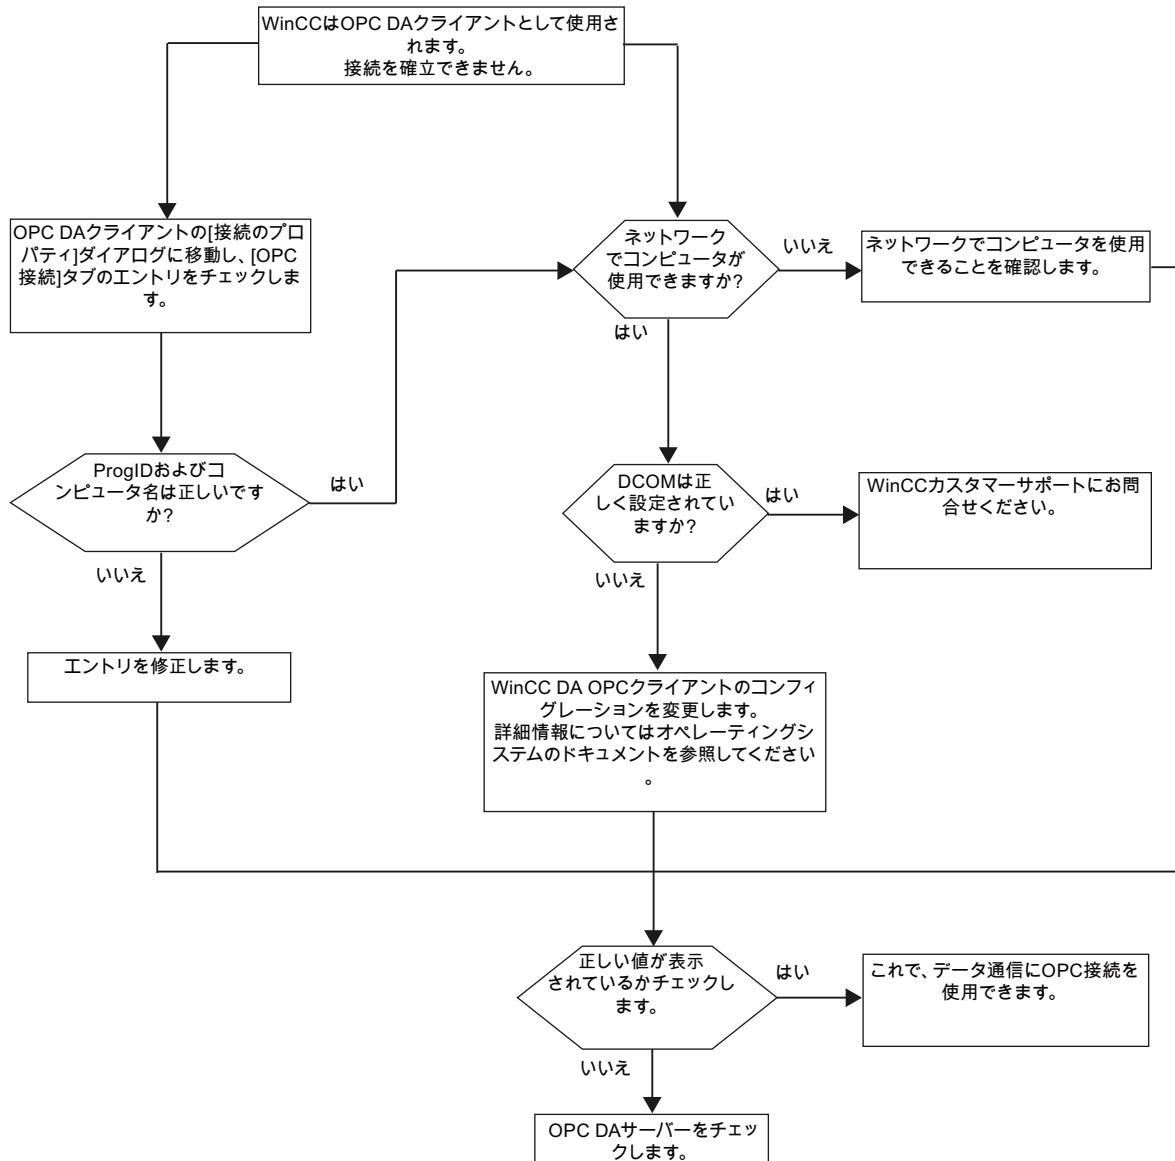 WinCCはOPC DAクライアントとして使用さ
れます。
接続を確立できません。
OPC DAクライアントの[接続のプロ
パティ]ダイアログに移動し、[OPC
接続]タブのエントリをチェックしま
す。
ネットワーク
でコンピュータが
使用できますか?
いいえ
ネットワークでコンピュータを使用
できることを確認します。
はい
ProgIDおよびコ
ンピュータ名は正しいです
か?
はい
DCOMは正
しく設定されてい
ますか?
はい
WinCCカスタマーサポートにお問
合せください。
いいえ
いいえ
エントリを修正します。
WinCC DA OPCクライアントのコンフィ
グレーションを変更します。
詳細情報についてはオペレーティングシ
ステムのドキュメントを参照してください
。
正しい値が表示
されているかチェックし
ます。
はい
これで、データ通信にOPC接続を
使用できます。
いいえ
OPC DAサーバーをチェッ
クします。